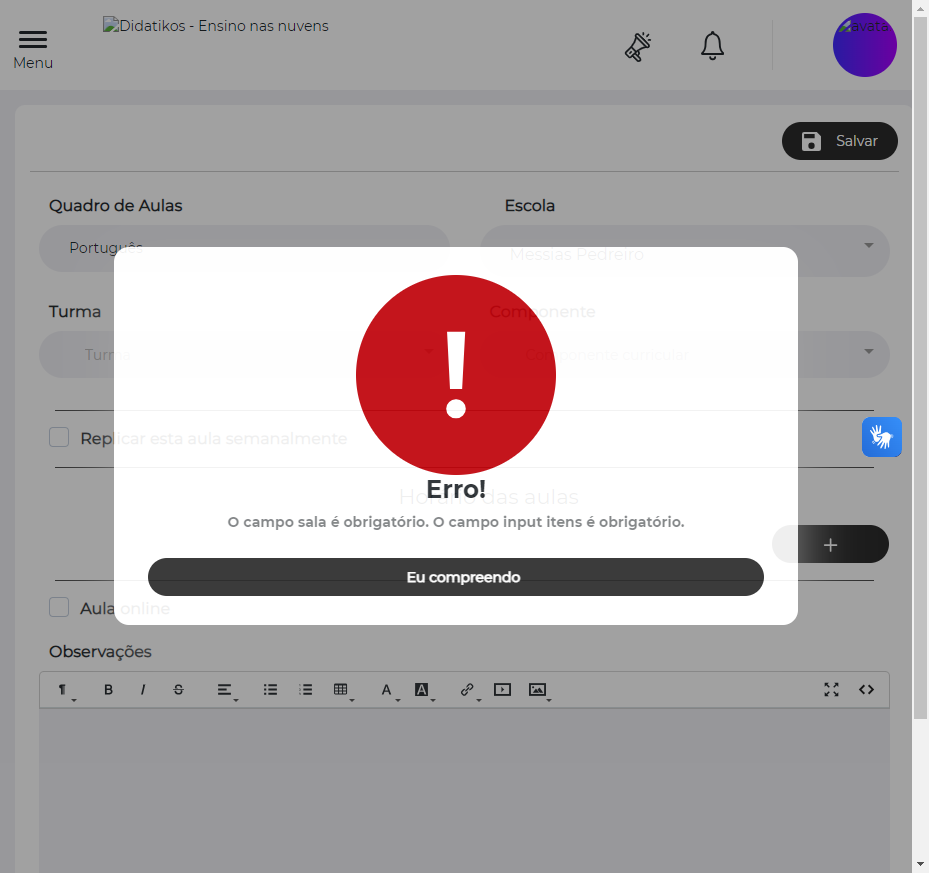 Didatikos - Ensino nas nuvens
Menu
avata
Salvar
Quadro de Aulas
Escola
Português
Messias Pedreiro
Turma
Componente
Turma
Componente curricular
Replicar esta aula semanalmente
Erro!
Horário das aulas
O campo sala é obrigatório. O campo input itens é obrigatório.
Eu compreendo
Aula online
Observações